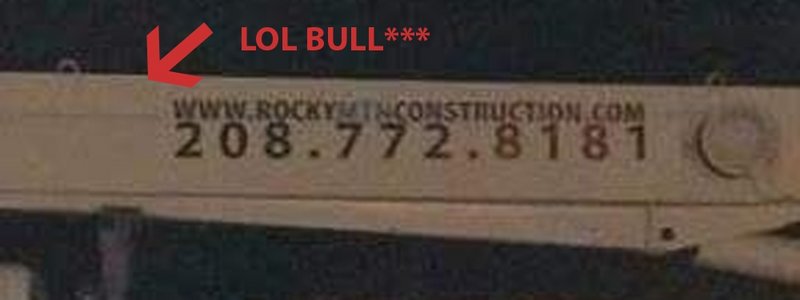 LOL BULL***
WWW.ROCKYMTNCONSTRUCTION.COM
208.772.8181